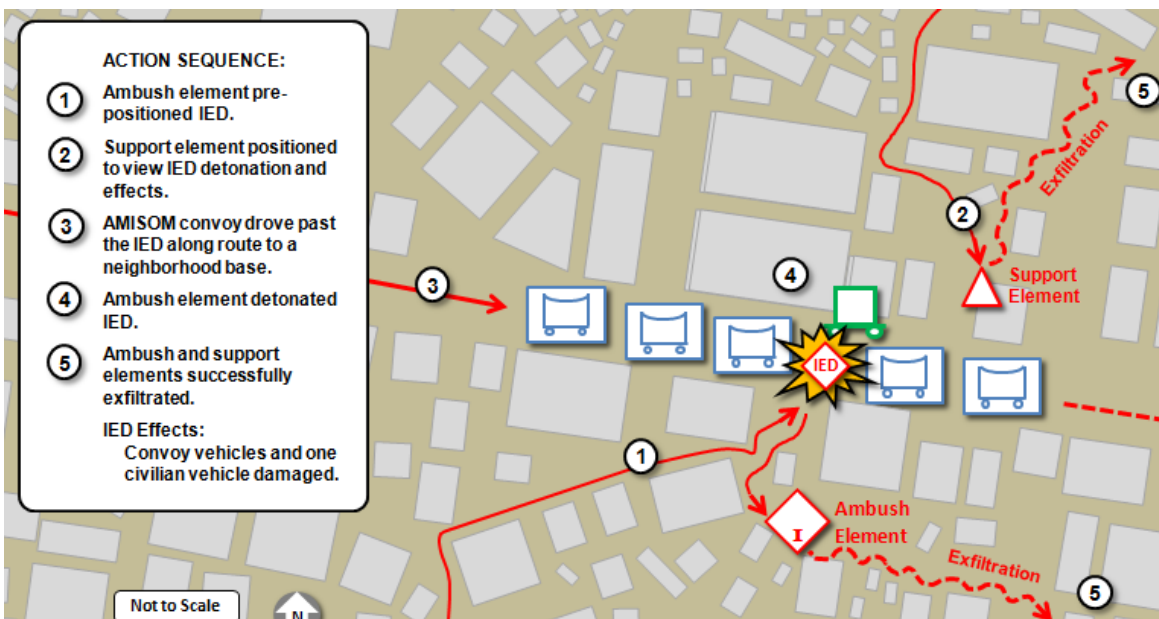 ACTION SEQUENCE:
1 Ambush element pre-
positioned IED.
2 Support element positioned
to view IED detonation and
effects.
3 AMISOM convoy drove past
the IED along route to a
neighborhood base.
4 Ambush element detonated
IED.
5 Ambush and support
elements successfully
exfiltrated.
IED Effects:
Convoy vehicles and one
civilian vehicle damaged.
5
Exfiltration
2
4
Support
Element
3
IED
1
Ambush
Element
I
Exfiltration
5
Not to Scale
N